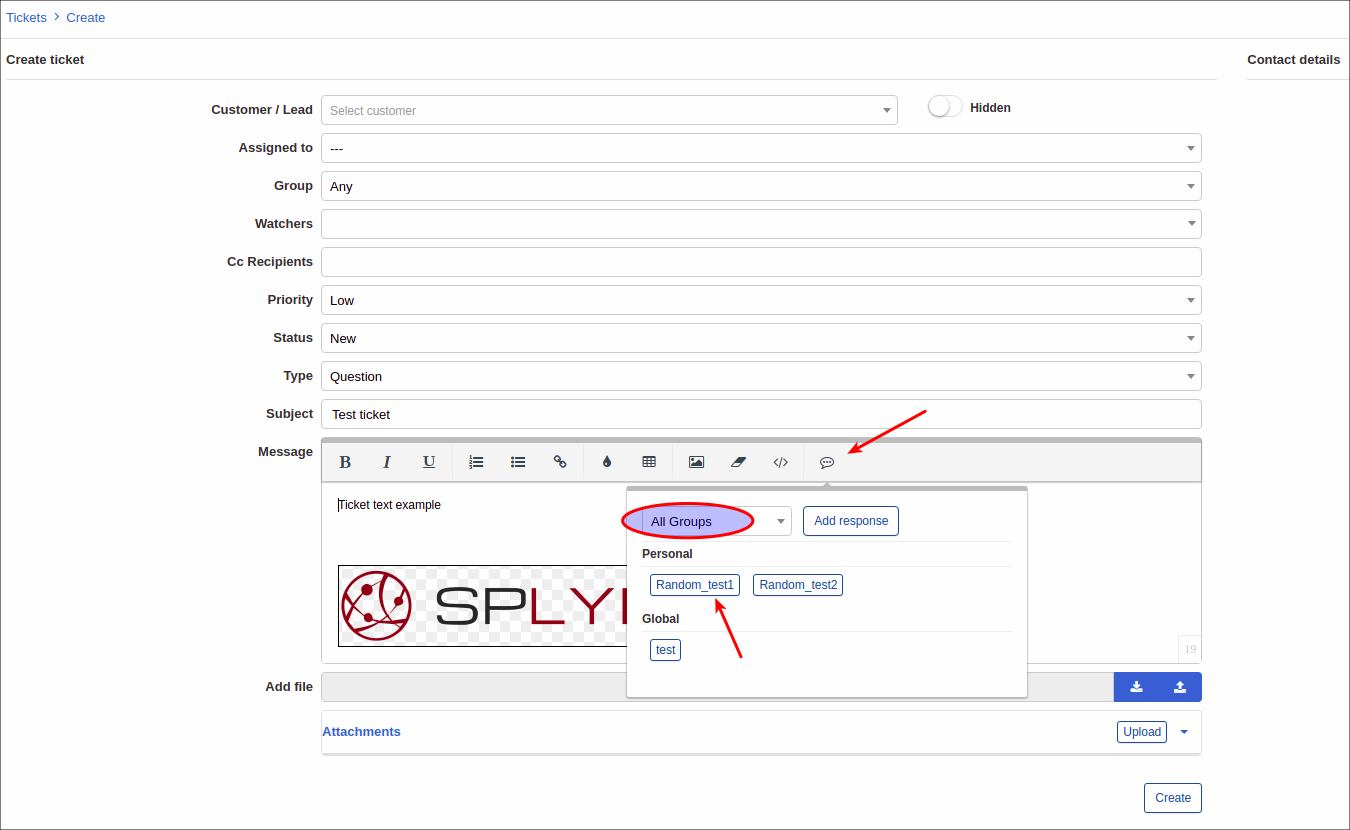 Tickets > Create
Create ticket
Contact details
Customer / Lead
Select customer
Hidden
Assigned to
---
Group
Any
Watchers
Cc Recipients
Priority
Low
Status
New
Type
Question
Subject
Test ticket
Message
B I U </>
Ticket text example
All Groups
Add response
Personal
Random_test1
Random_test2
Global
test
SPLY
19
Add file
Attachments
Upload
Create